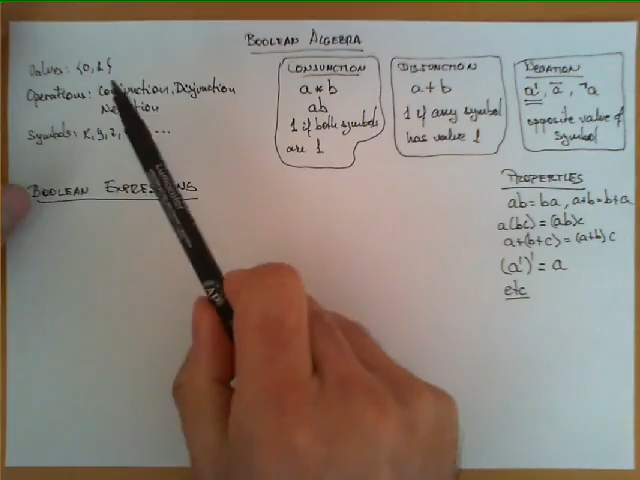 BOOLEAN ALGEBRA
Values: {0,1}
Operations: Conjunction, Disjunction
Negation
Symbols: x, y, z, ...
BOOLEAN EXPRESSIONS
CONJUNCTION
a * b
ab
1 if both symbols
are 1
DISJUNCTION
a + b
1 if any symbol
has value 1
NEGATION
a', a̅, ¬a
opposite value of
symbol
PROPERTIES
ab = ba, a+b = b+a
a(bc) = (ab)c
a+(b+c) = (a+b)c
(a')' = a
etc